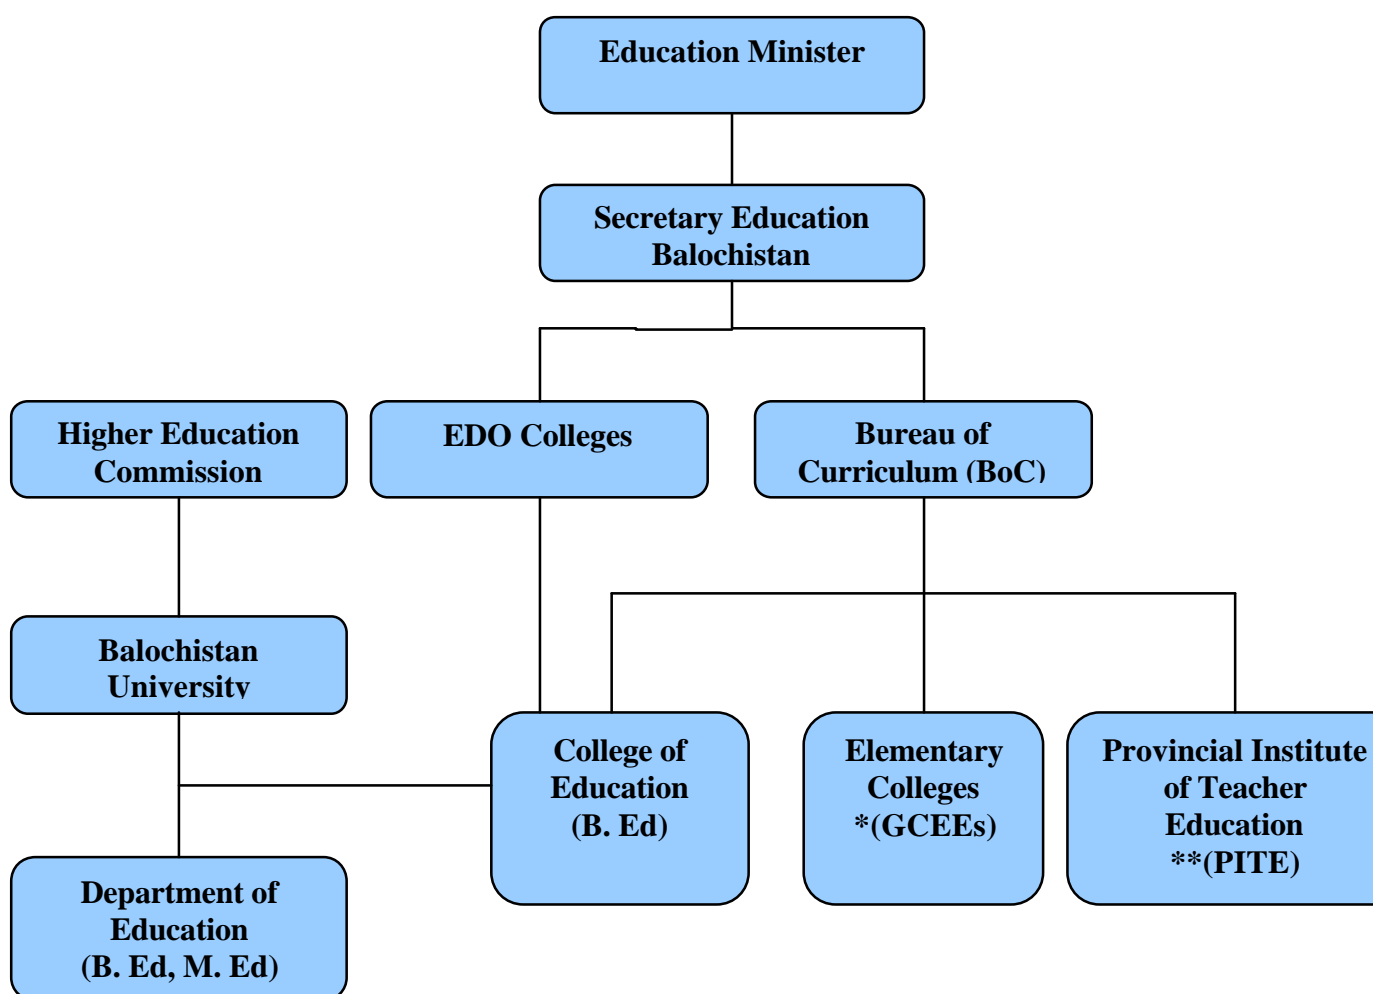 Education Minister
Secretary Education
Balochistan
Higher Education
Commission
EDO Colleges
Bureau of
Curriculum (BoC)
Balochistan
University
College of
Education
(B. Ed)
Elementary
Colleges
*(GCEEs)
Provincial Institute
of Teacher
Education
**(PITE)
Department of
Education
(B. Ed, M. Ed)